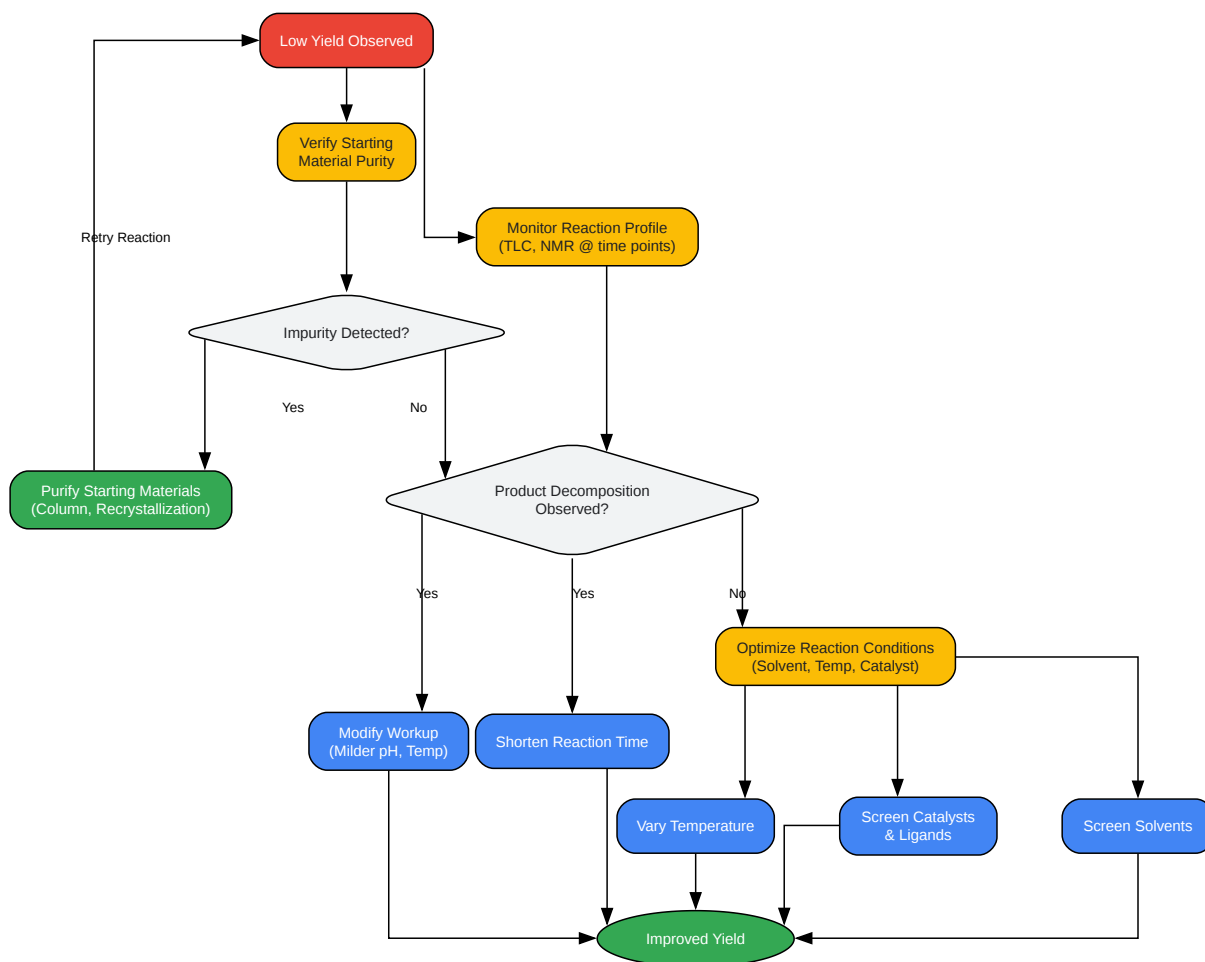 Low Yield Observed
Verify Starting
Material Purity
Monitor Reaction Profile
(TLC, NMR @ time points)
Retry Reaction
Impurity Detected?
Yes
No
Purify Starting Materials
(Column, Recrystallization)
Product Decomposition
Observed?
Yes
Yes
No
Optimize Reaction Conditions
(Solvent, Temp, Catalyst)
Modify Workup
(Milder pH, Temp)
Shorten Reaction Time
Vary Temperature
Screen Catalysts
& Ligands
Screen Solvents
Improved Yield